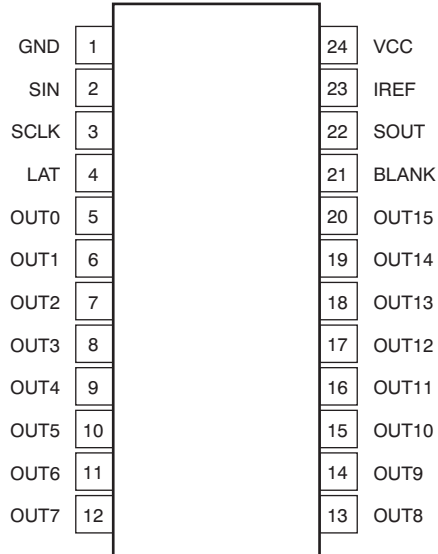 GND 1 24 VCC
SIN 2 23 IREF
SCLK 3 22 SOUT
LAT 4 21 BLANK
OUT0 5 20 OUT15
OUT1 6 19 OUT14
OUT2 7 18 OUT13
OUT3 8 17 OUT12
OUT4 9 16 OUT11
OUT5 10 15 OUT10
OUT6 11 14 OUT9
OUT7 12 13 OUT8